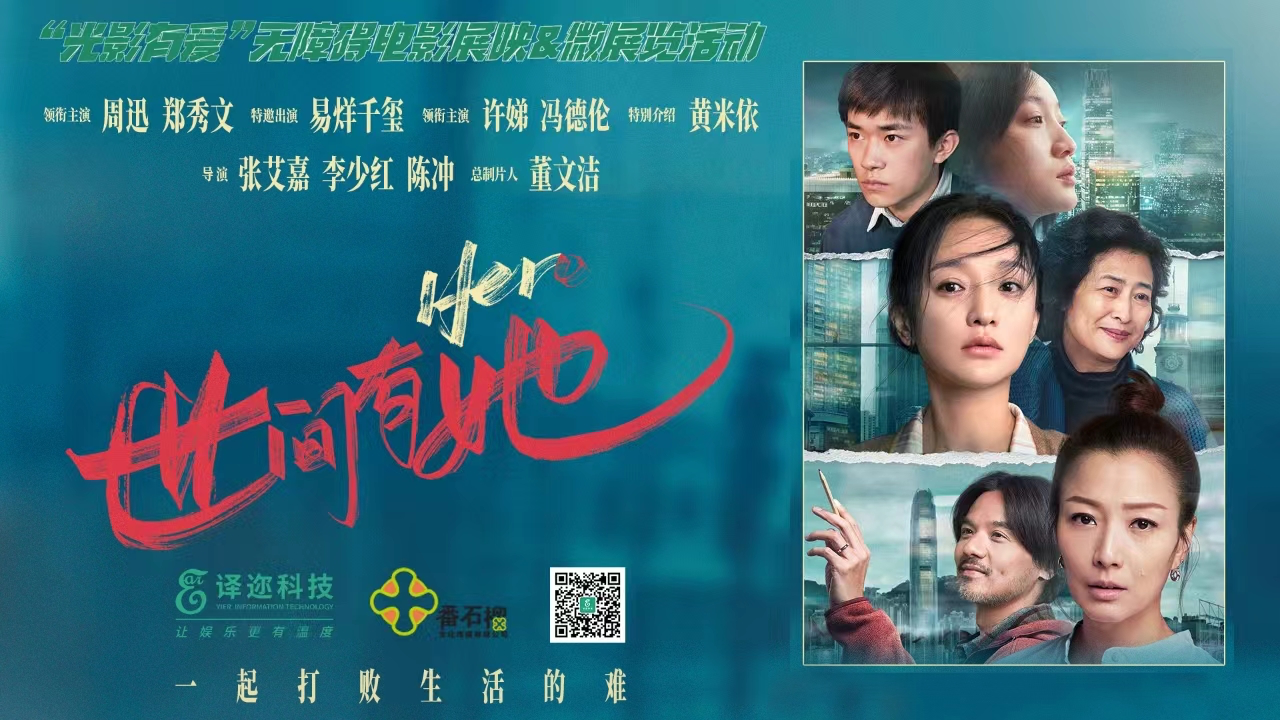 “光影有爱”无障碍电影展映&微展览活动
领衔主演 周迅 郑秀文 特邀出演 易烊千玺 领衔主演 许娣 冯德伦 特别介绍 黄米依
导演 张艾嘉 李少红 陈冲 总制片人 董文洁
Here
世间有她
ear 译迩科技
YIER INFORMATION TECHNOLOGY
让娱乐更有温度
番石榴
一起打败生活的难